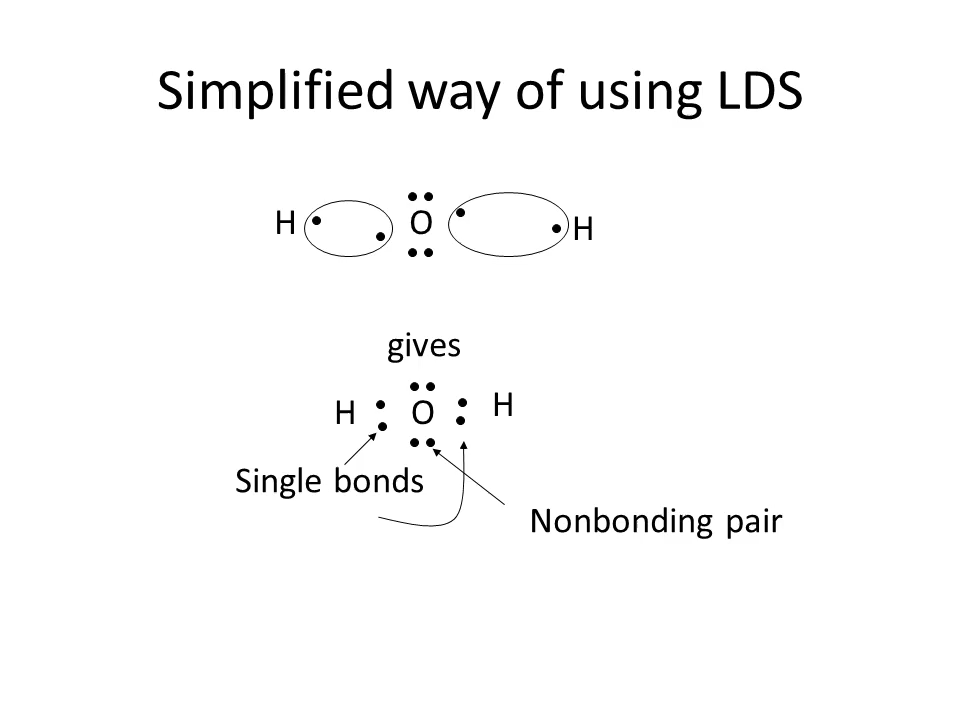 Simplified way of using LDS
H O H
gives
H O H
Single bonds
Nonbonding pair